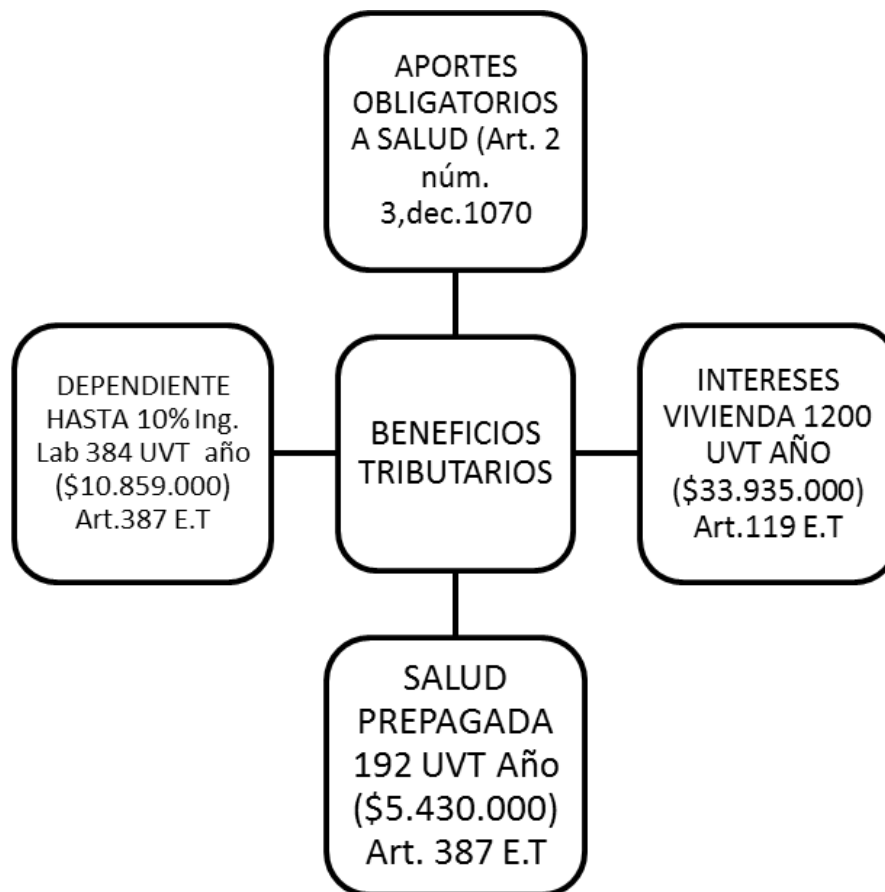 APORTES
OBLIGATORIOS
A SALUD (Art. 2
núm.
3,dec.1070
DEPENDIENTE
HASTA 10% Ing.
Lab 384 UVT año
($10.859.000)
Art.387 E.T
BENEFICIOS
TRIBUTARIOS
INTERESES
VIVIENDA 1200
UVT AÑO
($33.935.000)
Art.119 E.T
SALUD
PREPAGADA
192 UVT Año
($5.430.000)
Art. 387 E.T